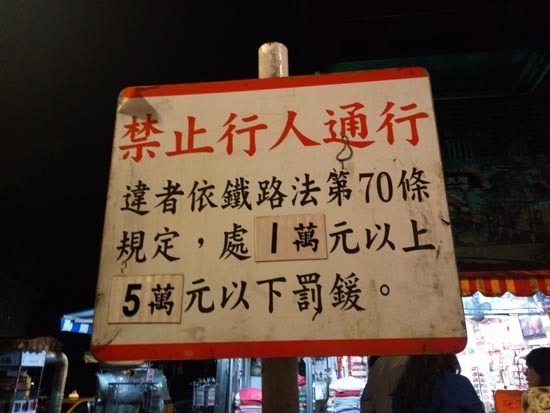 禁止行人通行
違者依鐵路法第70條
規定，處1萬元以上
5萬元以下罰鍰。